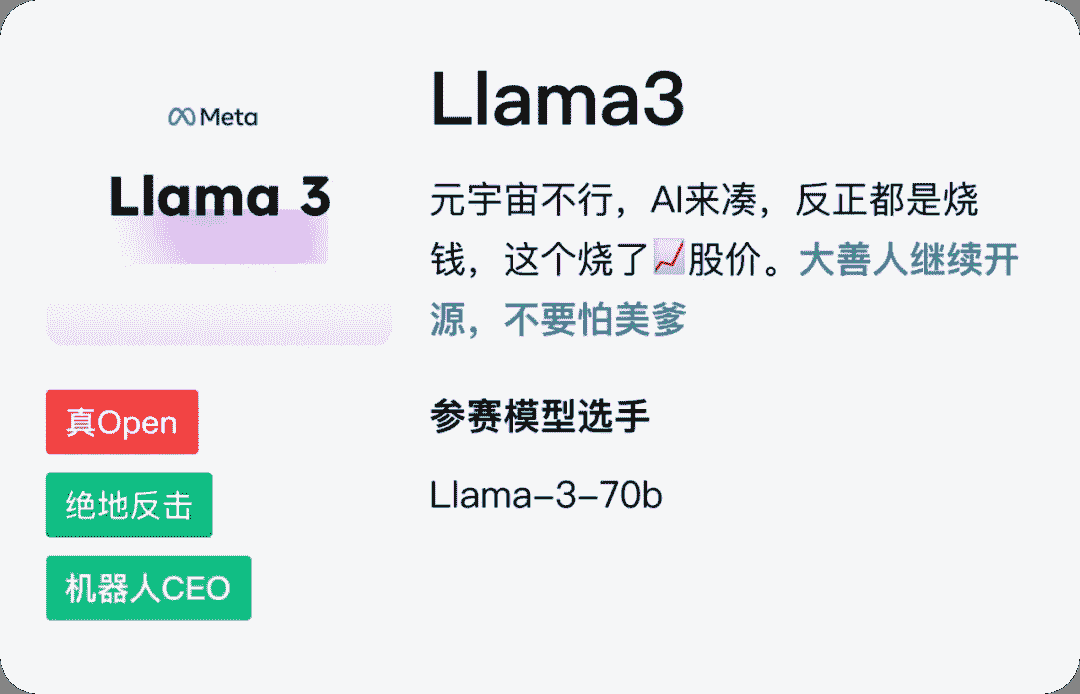 Meta
Llama 3
真Open
绝地反击
机器人CEO
Llama3
元宇宙不行，AI来凑，反正都是烧
钱，这个烧了📈股价。大善人继续开
源，不要怕美爹
参赛模型选手
Llama-3-70b